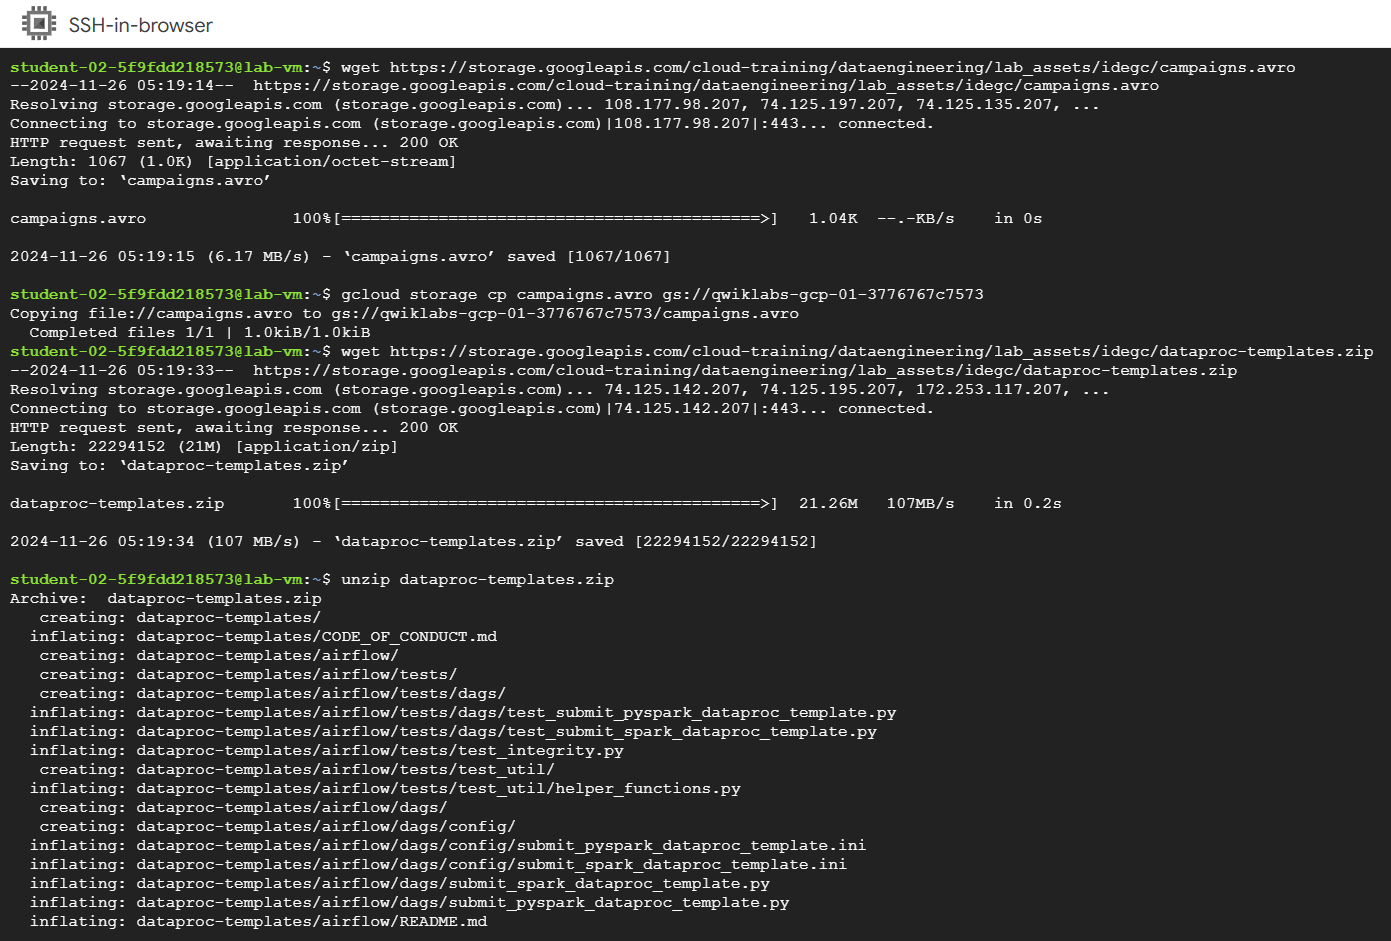 SSH-in-browser
student-02-5f9fdd218573@lab-vm:~$ wget https://storage.googleapis.com/cloud-training/dataengineering/lab_assets/idegc/campaigns.avro
--2024-11-26 05:19:14--  https://storage.googleapis.com/cloud-training/dataengineering/lab_assets/idegc/campaigns.avro
Resolving storage.googleapis.com (storage.googleapis.com)... 108.177.98.207, 74.125.197.207, 74.125.135.207, ...
Connecting to storage.googleapis.com (storage.googleapis.com)|108.177.98.207|:443... connected.
HTTP request sent, awaiting response... 200 OK
Length: 1067 (1.0K) [application/octet-stream]
Saving to: ‘campaigns.avro’
campaigns.avro               100%[===========================================>]   1.04K  --.-KB/s    in 0s
2024-11-26 05:19:15 (6.17 MB/s) - ‘campaigns.avro’ saved [1067/1067]
student-02-5f9fdd218573@lab-vm:~$ gcloud storage cp campaigns.avro gs://qwiklabs-gcp-01-3776767c7573
Copying file://campaigns.avro to gs://qwiklabs-gcp-01-3776767c7573/campaigns.avro
  Completed files 1/1 | 1.0kiB/1.0kiB
student-02-5f9fdd218573@lab-vm:~$ wget https://storage.googleapis.com/cloud-training/dataengineering/lab_assets/idegc/dataproc-templates.zip
--2024-11-26 05:19:33--  https://storage.googleapis.com/cloud-training/dataengineering/lab_assets/idegc/dataproc-templates.zip
Resolving storage.googleapis.com (storage.googleapis.com)... 74.125.142.207, 74.125.195.207, 172.253.117.207, ...
Connecting to storage.googleapis.com (storage.googleapis.com)|74.125.142.207|:443... connected.
HTTP request sent, awaiting response... 200 OK
Length: 22294152 (21M) [application/zip]
Saving to: ‘dataproc-templates.zip’
dataproc-templates.zip       100%[===========================================>]  21.26M   107MB/s    in 0.2s
2024-11-26 05:19:34 (107 MB/s) - ‘dataproc-templates.zip’ saved [22294152/22294152]
student-02-5f9fdd218573@lab-vm:~$ unzip dataproc-templates.zip
Archive:  dataproc-templates.zip
   creating: dataproc-templates/
  inflating: dataproc-templates/CODE_OF_CONDUCT.md
   creating: dataproc-templates/airflow/
   creating: dataproc-templates/airflow/tests/
   creating: dataproc-templates/airflow/tests/dags/
  inflating: dataproc-templates/airflow/tests/dags/test_submit_pyspark_dataproc_template.py
  inflating: dataproc-templates/airflow/tests/dags/test_submit_spark_dataproc_template.py
  inflating: dataproc-templates/airflow/tests/test_integrity.py
   creating: dataproc-templates/airflow/tests/test_util/
  inflating: dataproc-templates/airflow/tests/test_util/helper_functions.py
   creating: dataproc-templates/airflow/dags/
   creating: dataproc-templates/airflow/dags/config/
  inflating: dataproc-templates/airflow/dags/config/submit_pyspark_dataproc_template.ini
  inflating: dataproc-templates/airflow/dags/config/submit_spark_dataproc_template.ini
  inflating: dataproc-templates/airflow/dags/submit_spark_dataproc_template.py
  inflating: dataproc-templates/airflow/dags/submit_pyspark_dataproc_template.py
  inflating: dataproc-templates/airflow/README.md